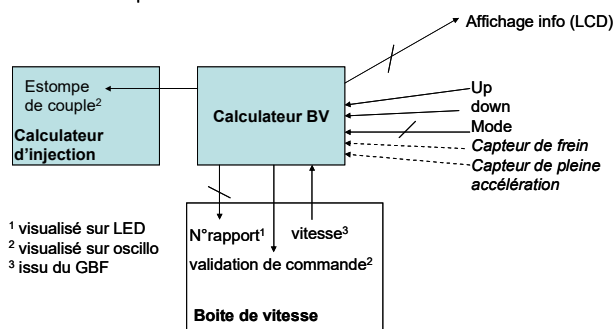 Affichage info (LCD)
Estompe
de couple²
Calculateur
d'injection
Calculateur BV
Up
down
Mode
Capteur de frein
Capteur de pleine
accélération
¹ visualisé sur LED
² visualisé sur oscillo
³ issu du GBF
N°rapport¹ vitesse³
validation de commande²
Boite de vitesse